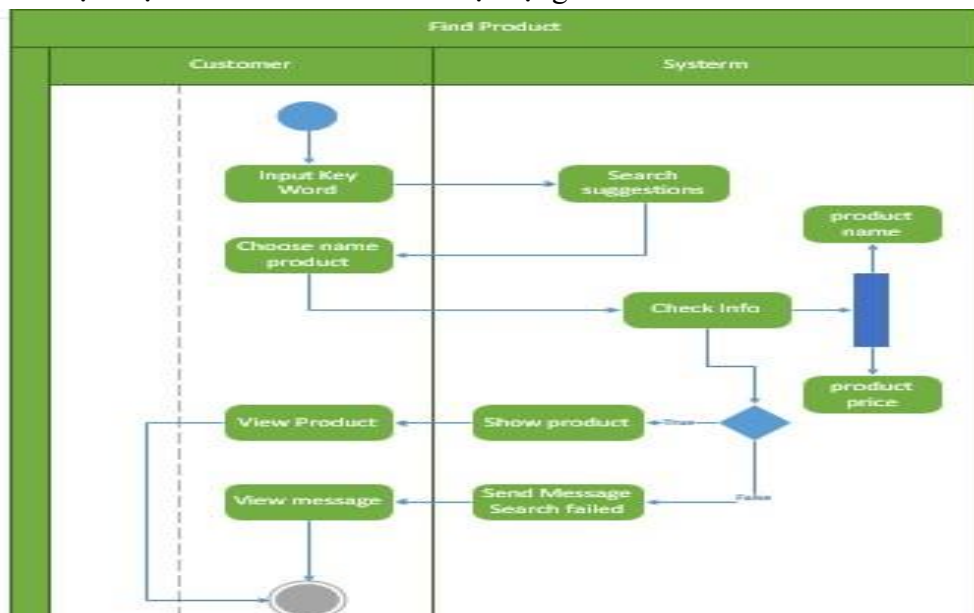 Find Product
Customer
Systerm
Input Key
Word
Search
suggestions
product
name
Choose name
product
Check Info
product
price
View Product
Show product
True
View message
Send Message
Search failed
False